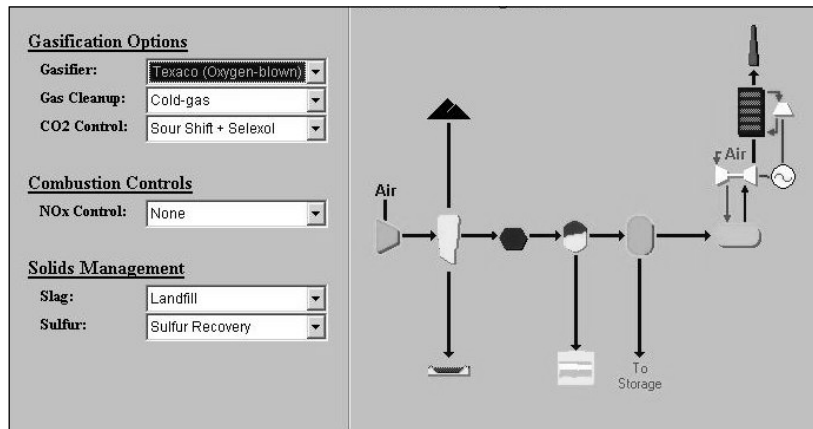 Gasification Options
Gasifier: Texaco (Oxygen-blown)
Gas Cleanup: Cold-gas
CO2 Control: Sour Shift + Selexol
Combustion Controls
NOx Control: None
Solids Management
Slag: Landfill
Sulfur: Sulfur Recovery
Air
Air
To
Storage